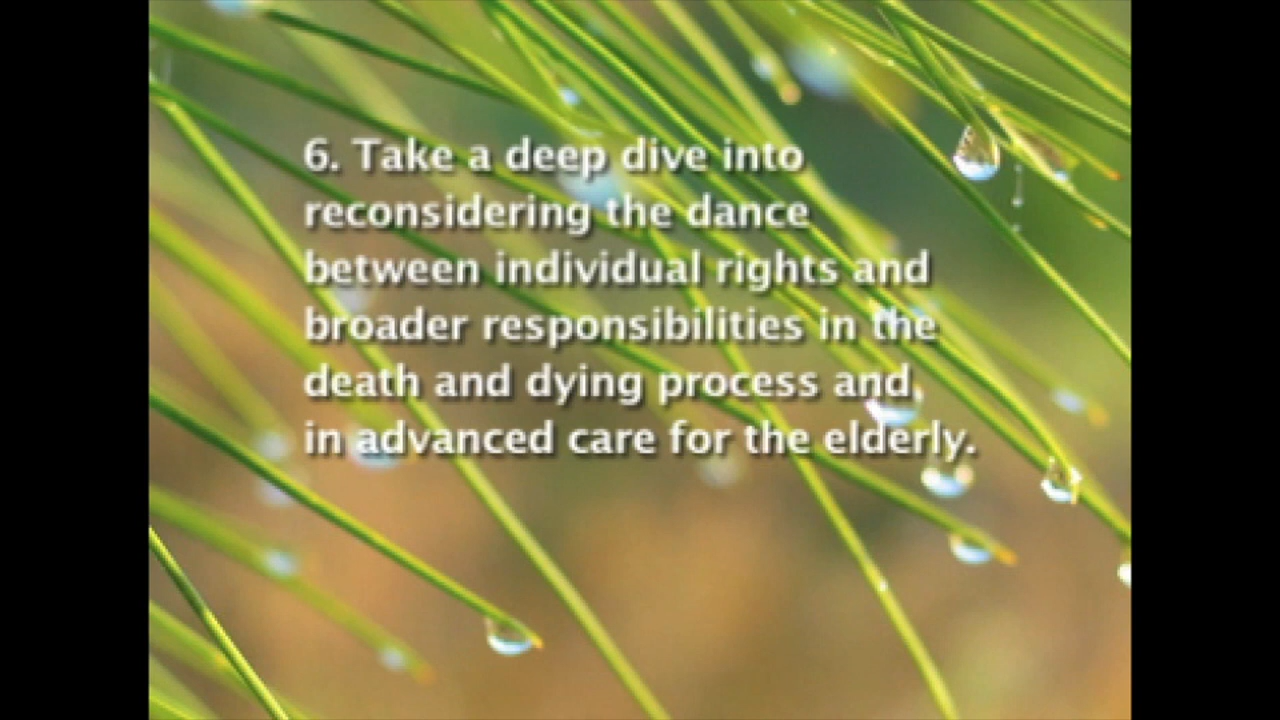 6. Take a deep dive into
reconsidering the dance
between individual rights and
broader responsibilities in the
death and dying process and
in advanced care for the elderly.